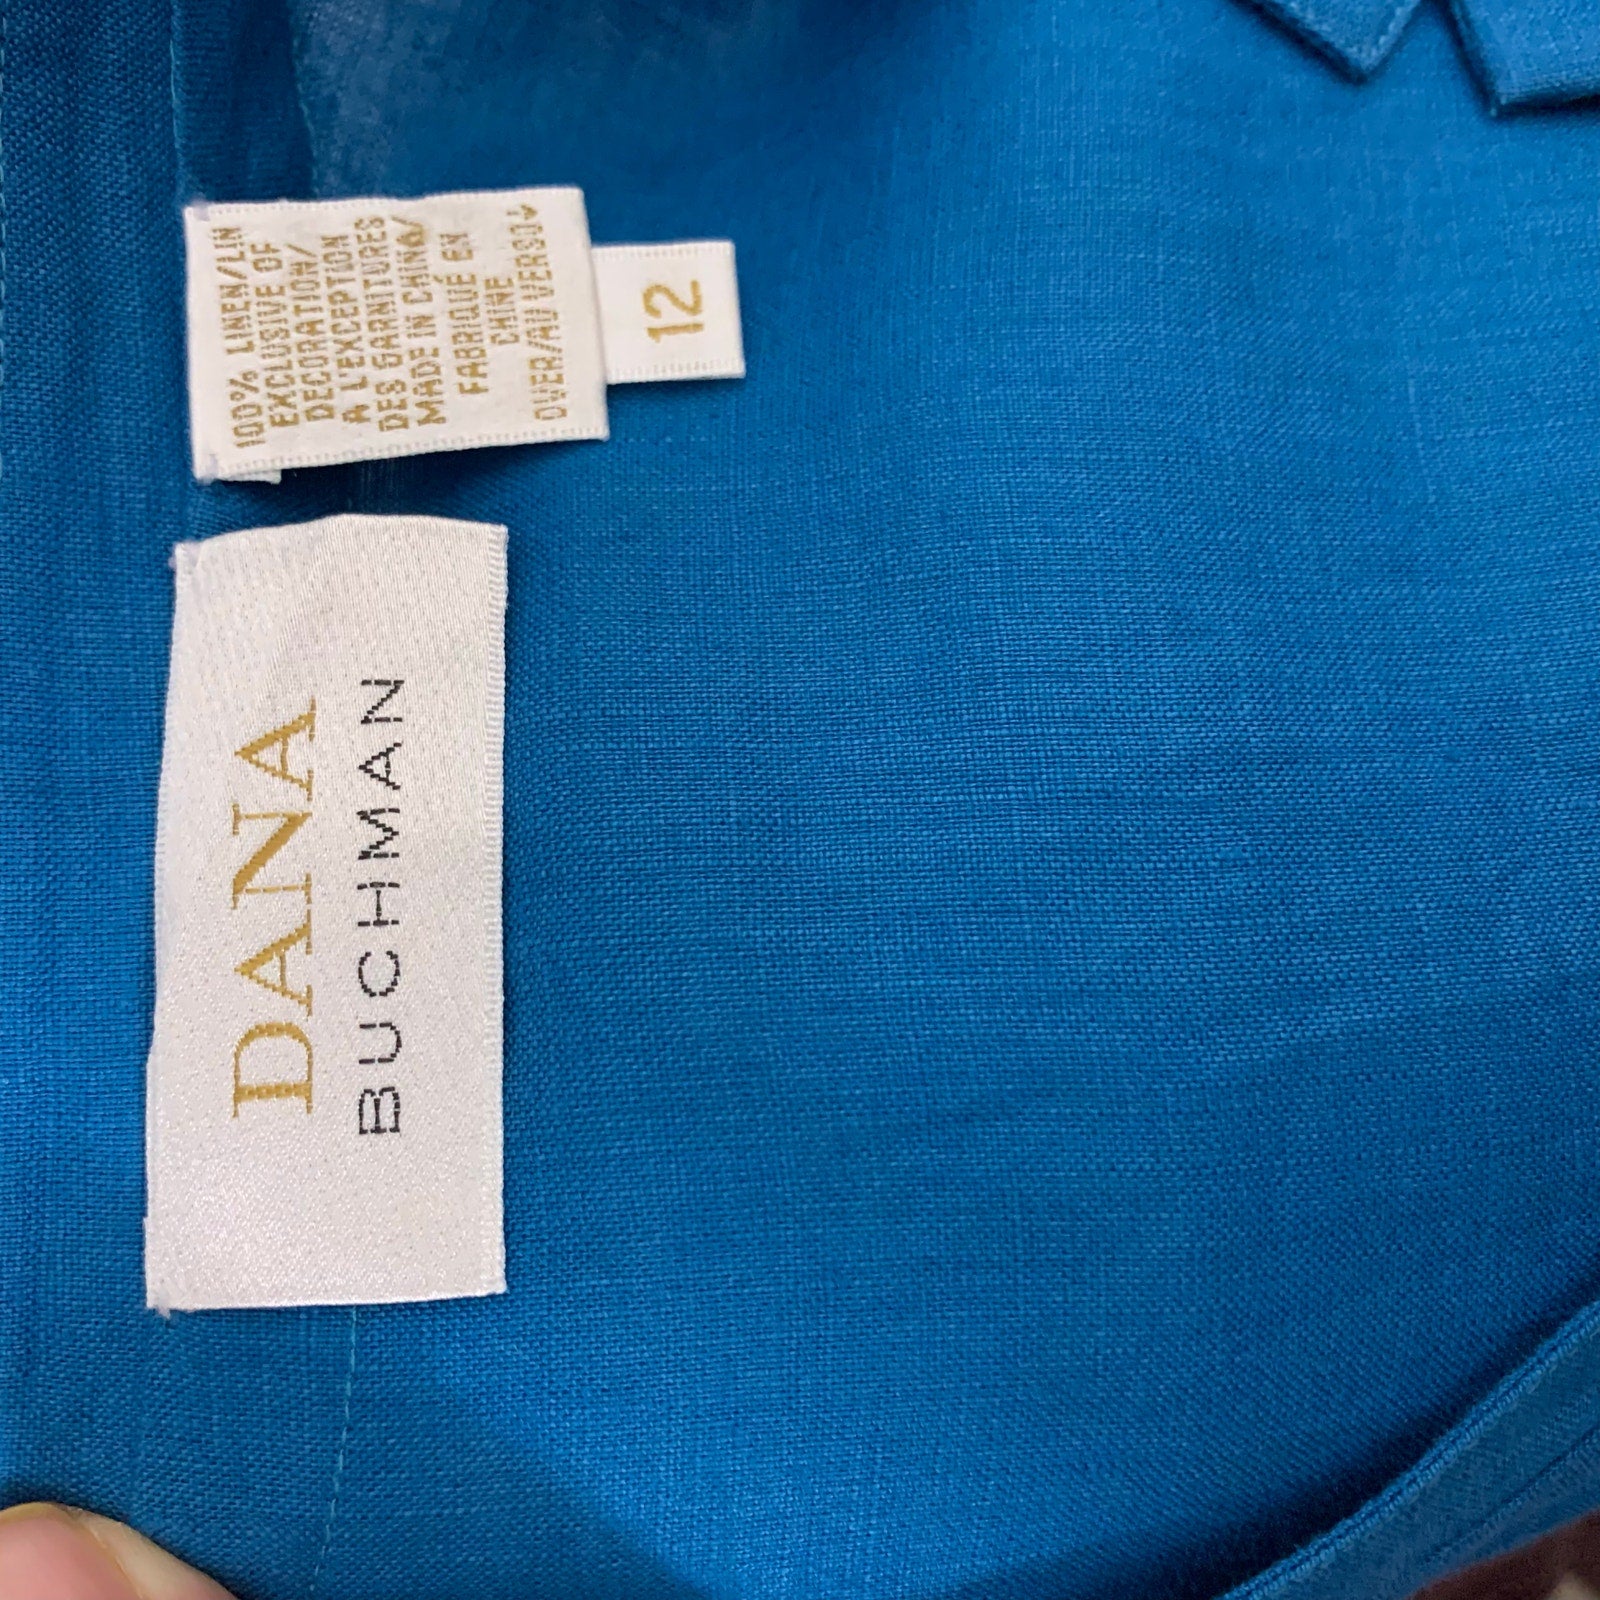 100% LINEN/LIN
EXCLUSIVE OF
DECORATION/
A L'EXCEPTION
DES GARNITURES
MADE IN CHINA/
FABRIQUÉ EN
CHINE
OVER/AU VERSO↓
12
DANA
BUCHMAN